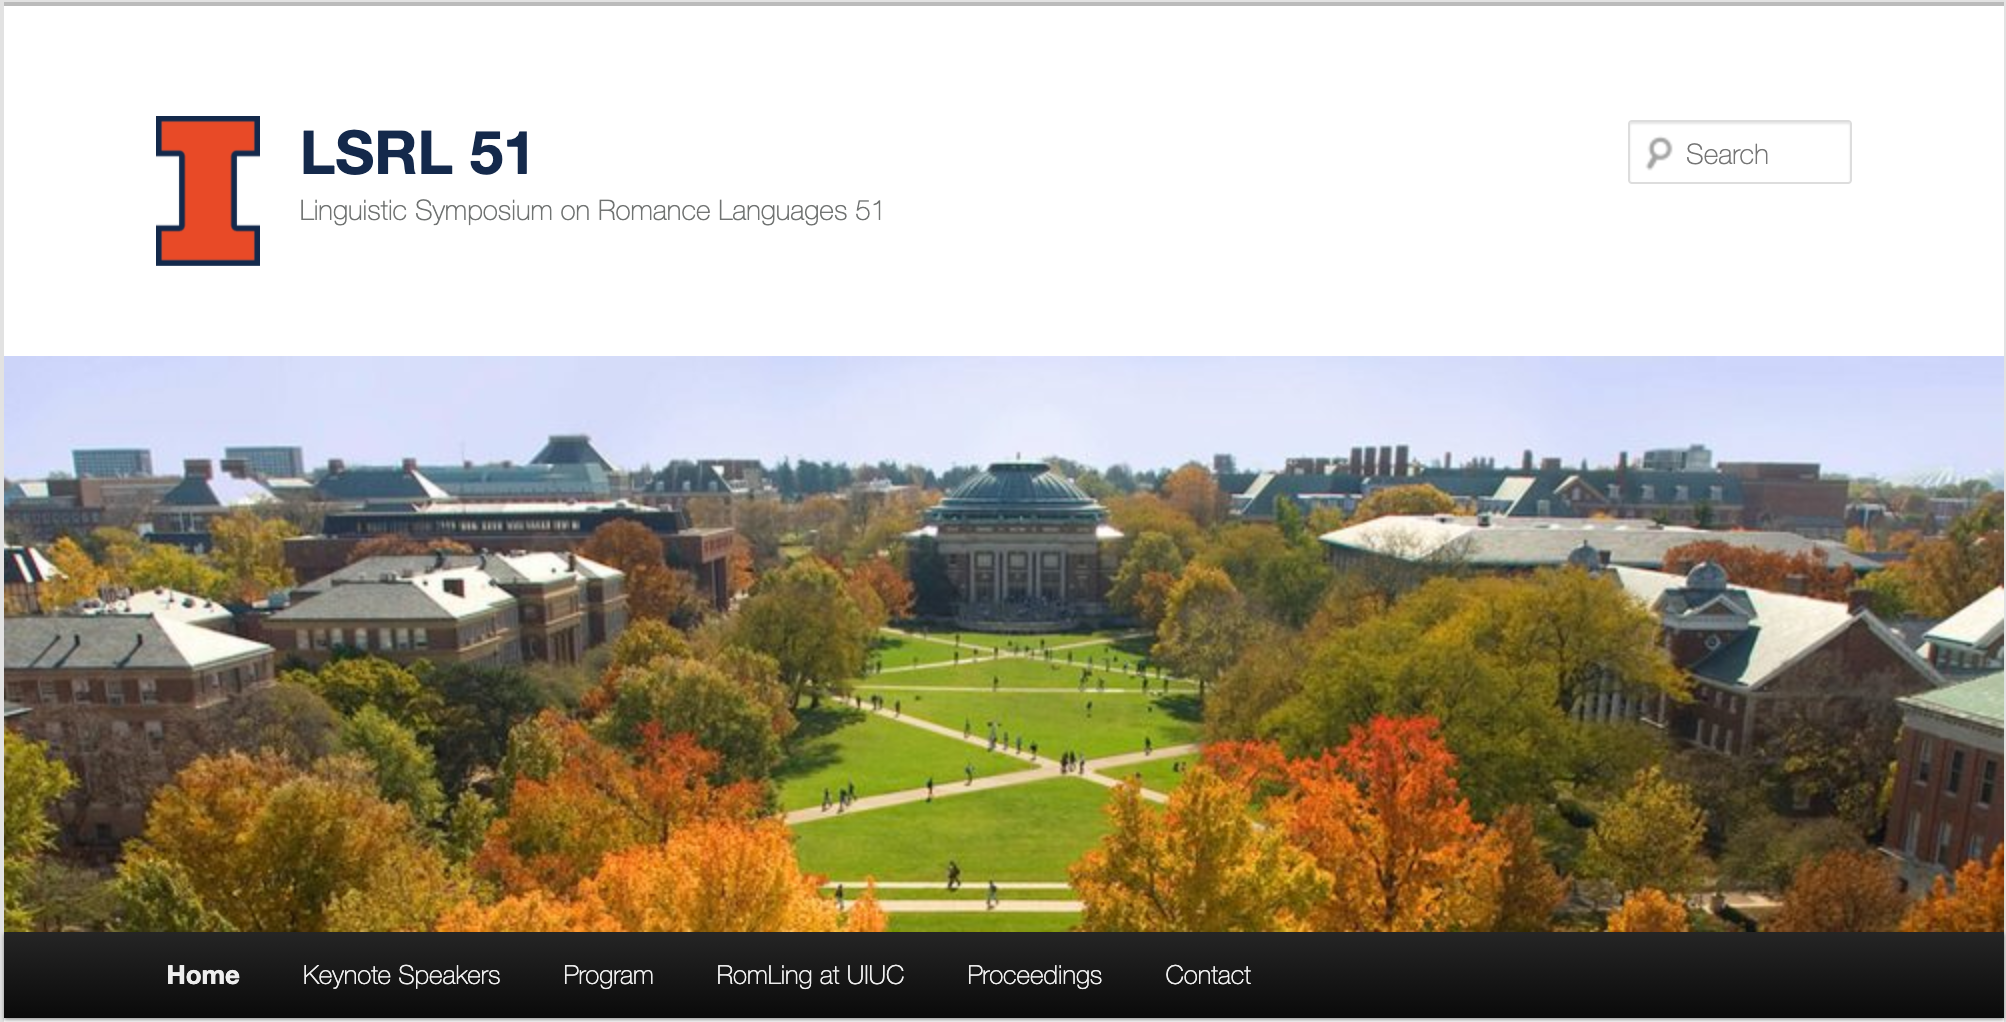 LSRL 51
Linguistic Symposium on Romance Languages 51
Search
Home
Keynote Speakers
Program
RomLing at UIUC
Proceedings
Contact